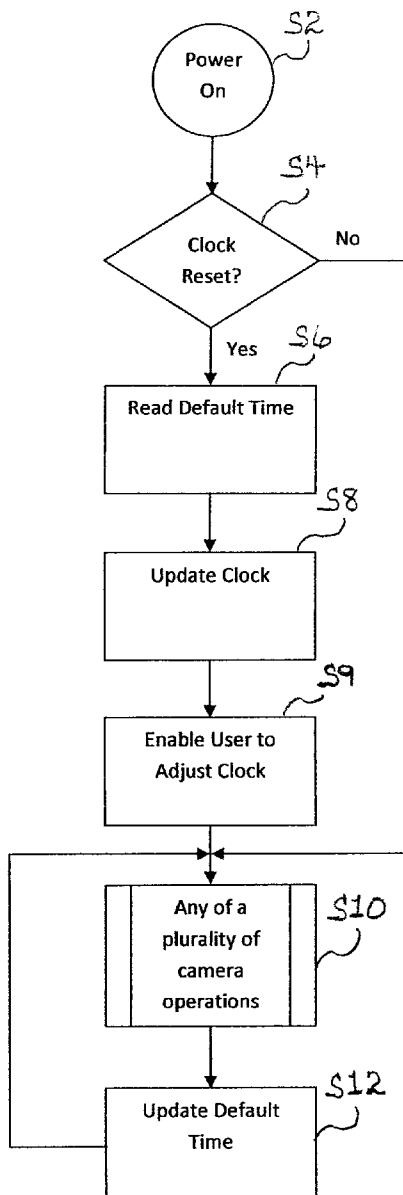 S2
Power
On
S4
Clock
Reset?
No
Yes
S6
Read Default Time
S8
Update Clock
S9
Enable User to
Adjust Clock
S10
Any of a
plurality of
camera
operations
S12
Update Default
Time